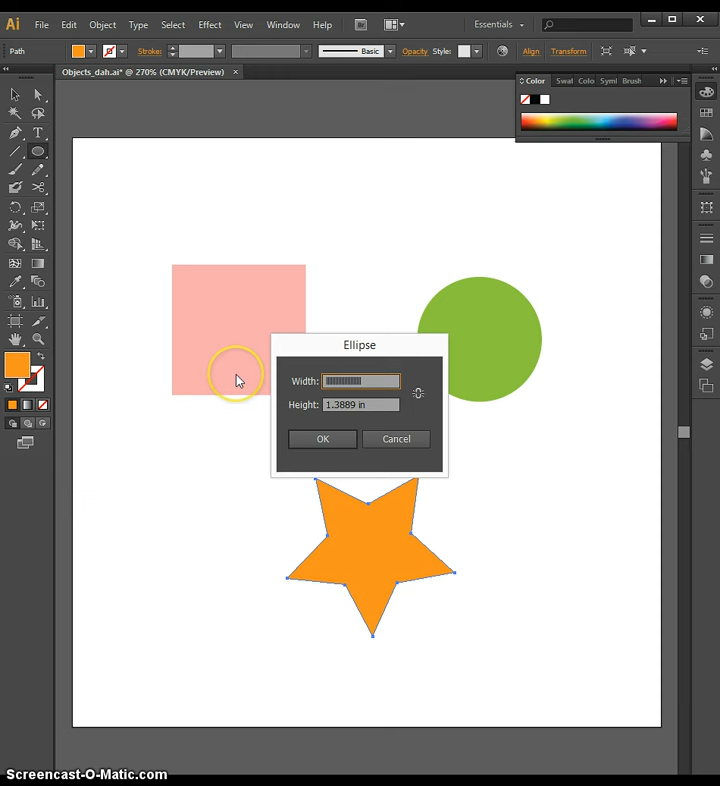 Ai File Edit Object Type Select Effect View Window Help Br Essentials
Path Stroke: Basic Opacity Style: Align Transform
Objects_dah.ai* @ 270% (CMYK/Preview) ×
Color Swat Colo Syml Brush
Ellipse
Width:
Height: 1.3889 in
OK Cancel
Screencast-O-Matic.com